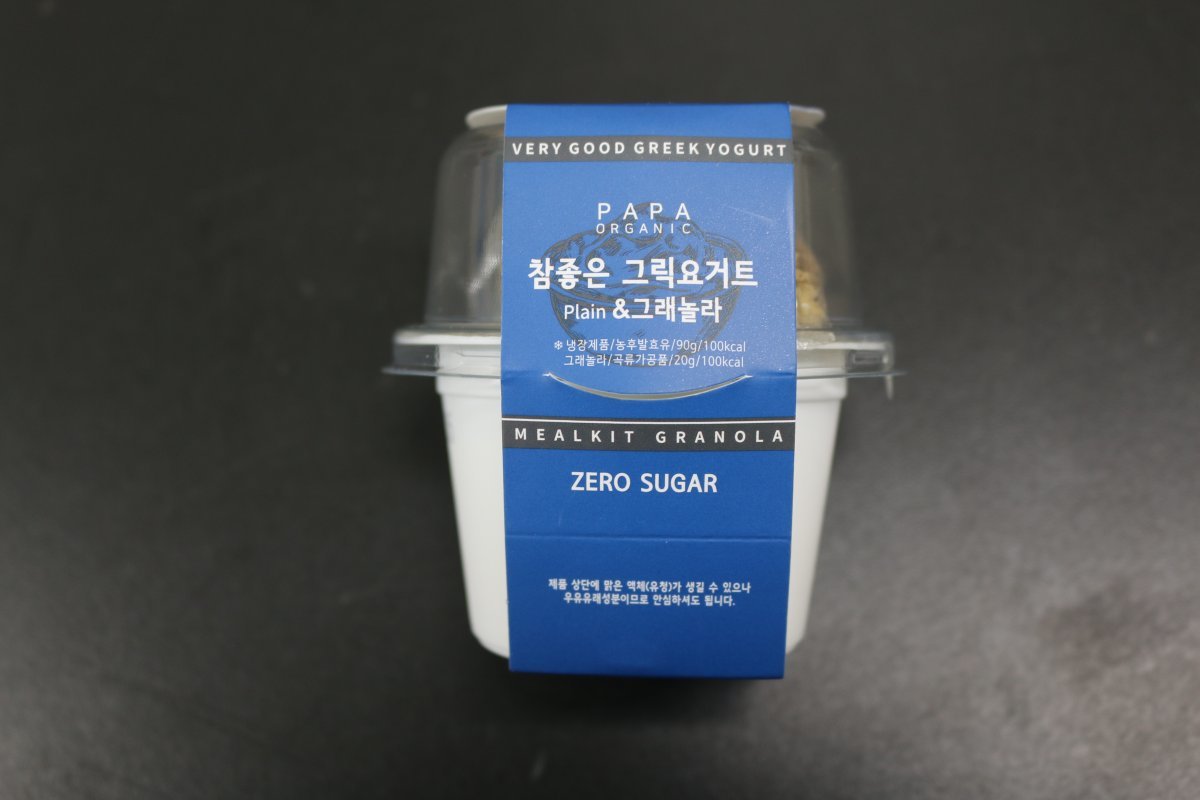 VERY GOOD GREEK YOGURT
PAPA
ORGANIC
참좋은 그릭요거트
Plain &그래놀라
❄냉장제품/농후발효유/90g/100kcal
그래놀라/곡류가공품/20g/100kcal
MEALKIT GRANOLA
ZERO SUGAR
제품 상단에 맑은 액체(유청)가 생길 수 있으나
우유유래성분이므로 안심하셔도 됩니다.